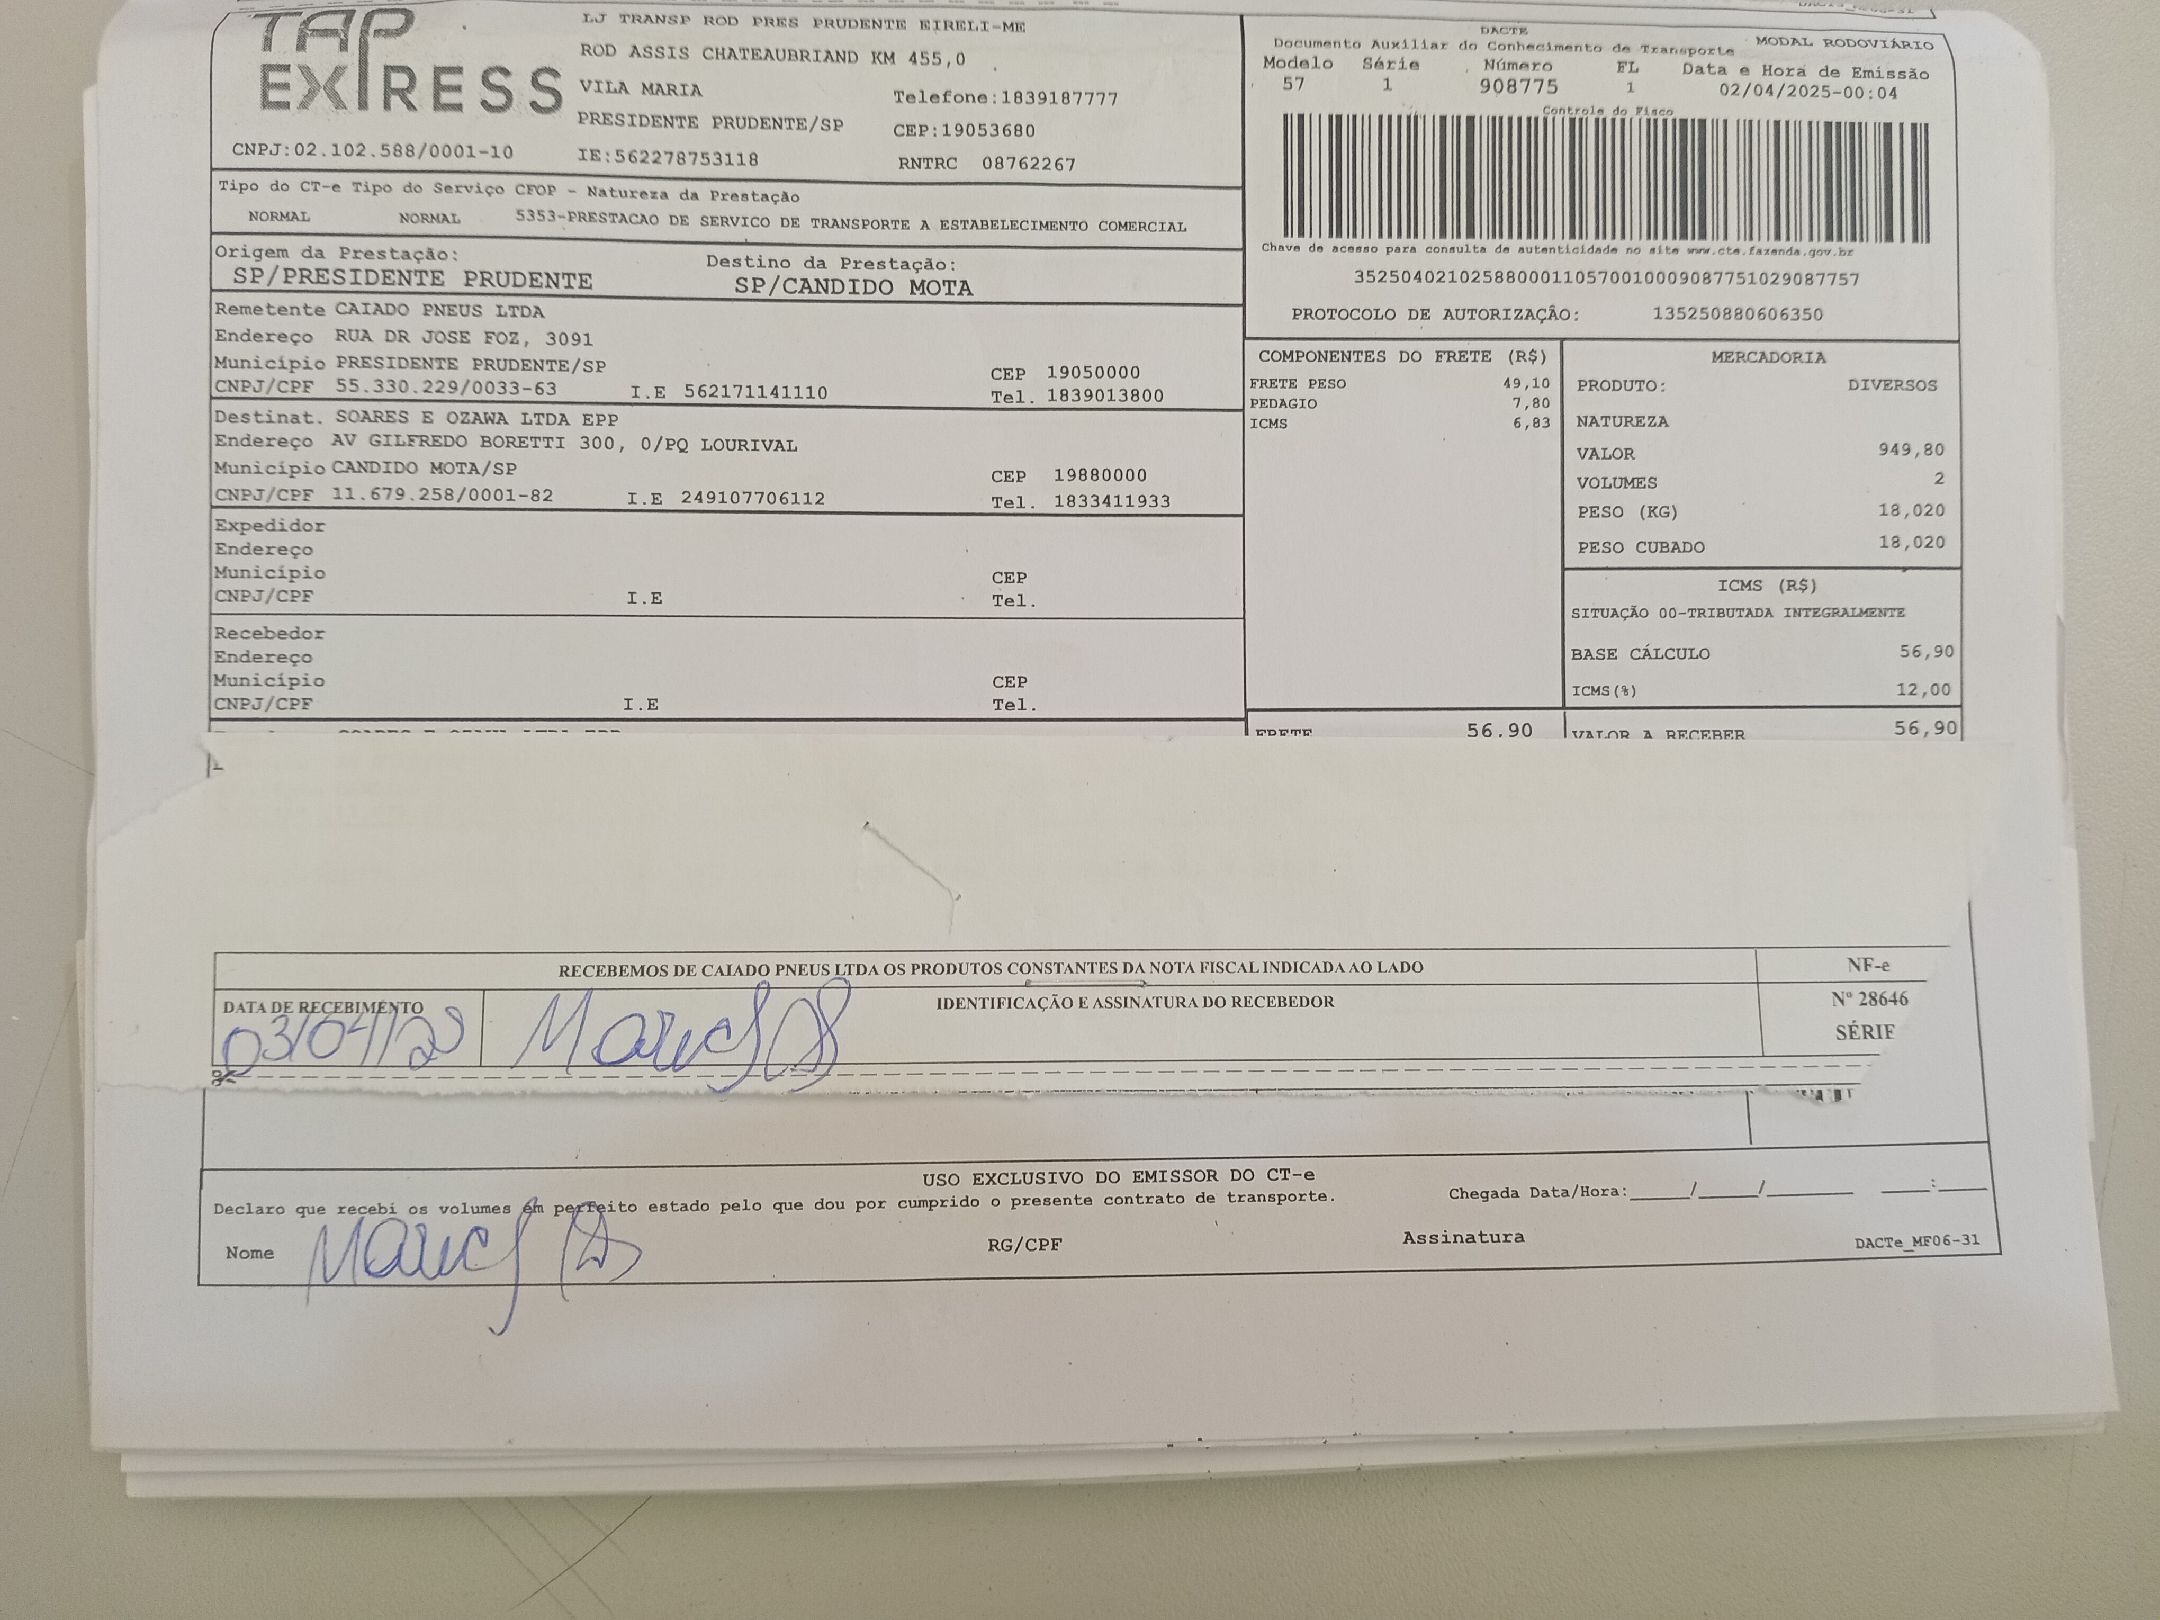 TAP
EXPRESS
LJ TRANSP ROD PRES PRUDENTE EIRELI-ME
ROD ASSIS CHATEAUBRIAND KM 455,0
VILA MARIA Telefone:1839187777
PRESIDENTE PRUDENTE/SP CEP:19053680
CNPJ:02.102.588/0001-10 IE:562278753118 RNTRC 08762267
DACTE
Documento Auxiliar do Conhecimento de Transporte MODAL RODOVIÁRIO
Modelo Série Número FL Data e Hora de Emissão
57 1 908775 1 02/04/2025-00:04
Controle do Fisco
Chave de acesso para consulta de autenticidade no site www.cte.fazenda.gov.br
35250402102588000110570010009087751029087757
PROTOCOLO DE AUTORIZAÇÃO: 135250880606350
Tipo do CT-e Tipo do Serviço CFOP - Natureza da Prestação
NORMAL NORMAL 5353-PRESTACAO DE SERVICO DE TRANSPORTE A ESTABELECIMENTO COMERCIAL
Origem da Prestação: Destino da Prestação:
SP/PRESIDENTE PRUDENTE SP/CANDIDO MOTA
Remetente CAIADO PNEUS LTDA
Endereço RUA DR JOSE FOZ, 3091
Município PRESIDENTE PRUDENTE/SP CEP 19050000
CNPJ/CPF 55.330.229/0033-63 I.E 562171141110 Tel. 1839013800
Destinat. SOARES E OZAWA LTDA EPP
Endereço AV GILFREDO BORETTI 300, 0/PQ LOURIVAL
Município CANDIDO MOTA/SP CEP 19880000
CNPJ/CPF 11.679.258/0001-82 I.E 249107706112 Tel. 1833411933
Expedidor
Endereço
Município CEP
CNPJ/CPF I.E Tel.
Recebedor
Endereço
Município CEP
CNPJ/CPF I.E Tel.
COMPONENTES DO FRETE (R$)
FRETE PESO 49,10
PEDAGIO 7,80
ICMS 6,83
MERCADORIA
PRODUTO: DIVERSOS
NATUREZA
VALOR 949,80
VOLUMES 2
PESO (KG) 18,020
PESO CUBADO 18,020
ICMS (R$)
SITUAÇÃO 00-TRIBUTADA INTEGRALMENTE
BASE CÁLCULO 56,90
ICMS(%) 12,00
FRETE 56.90 VALOR A RECEBER 56,90
RECEBEMOS DE CAIADO PNEUS LTDA OS PRODUTOS CONSTANTES DA NOTA FISCAL INDICADA AO LADO NF-e
DATA DE RECEBIMENTO IDENTIFICAÇÃO E ASSINATURA DO RECEBEDOR Nº 28646
SÉRIE
USO EXCLUSIVO DO EMISSOR DO CT-e
Declaro que recebi os volumes em perfeito estado pelo que dou por cumprido o presente contrato de transporte. Chegada Data/Hora:____/____/______ ___:___
Nome RG/CPF Assinatura DACTe_MF06-31